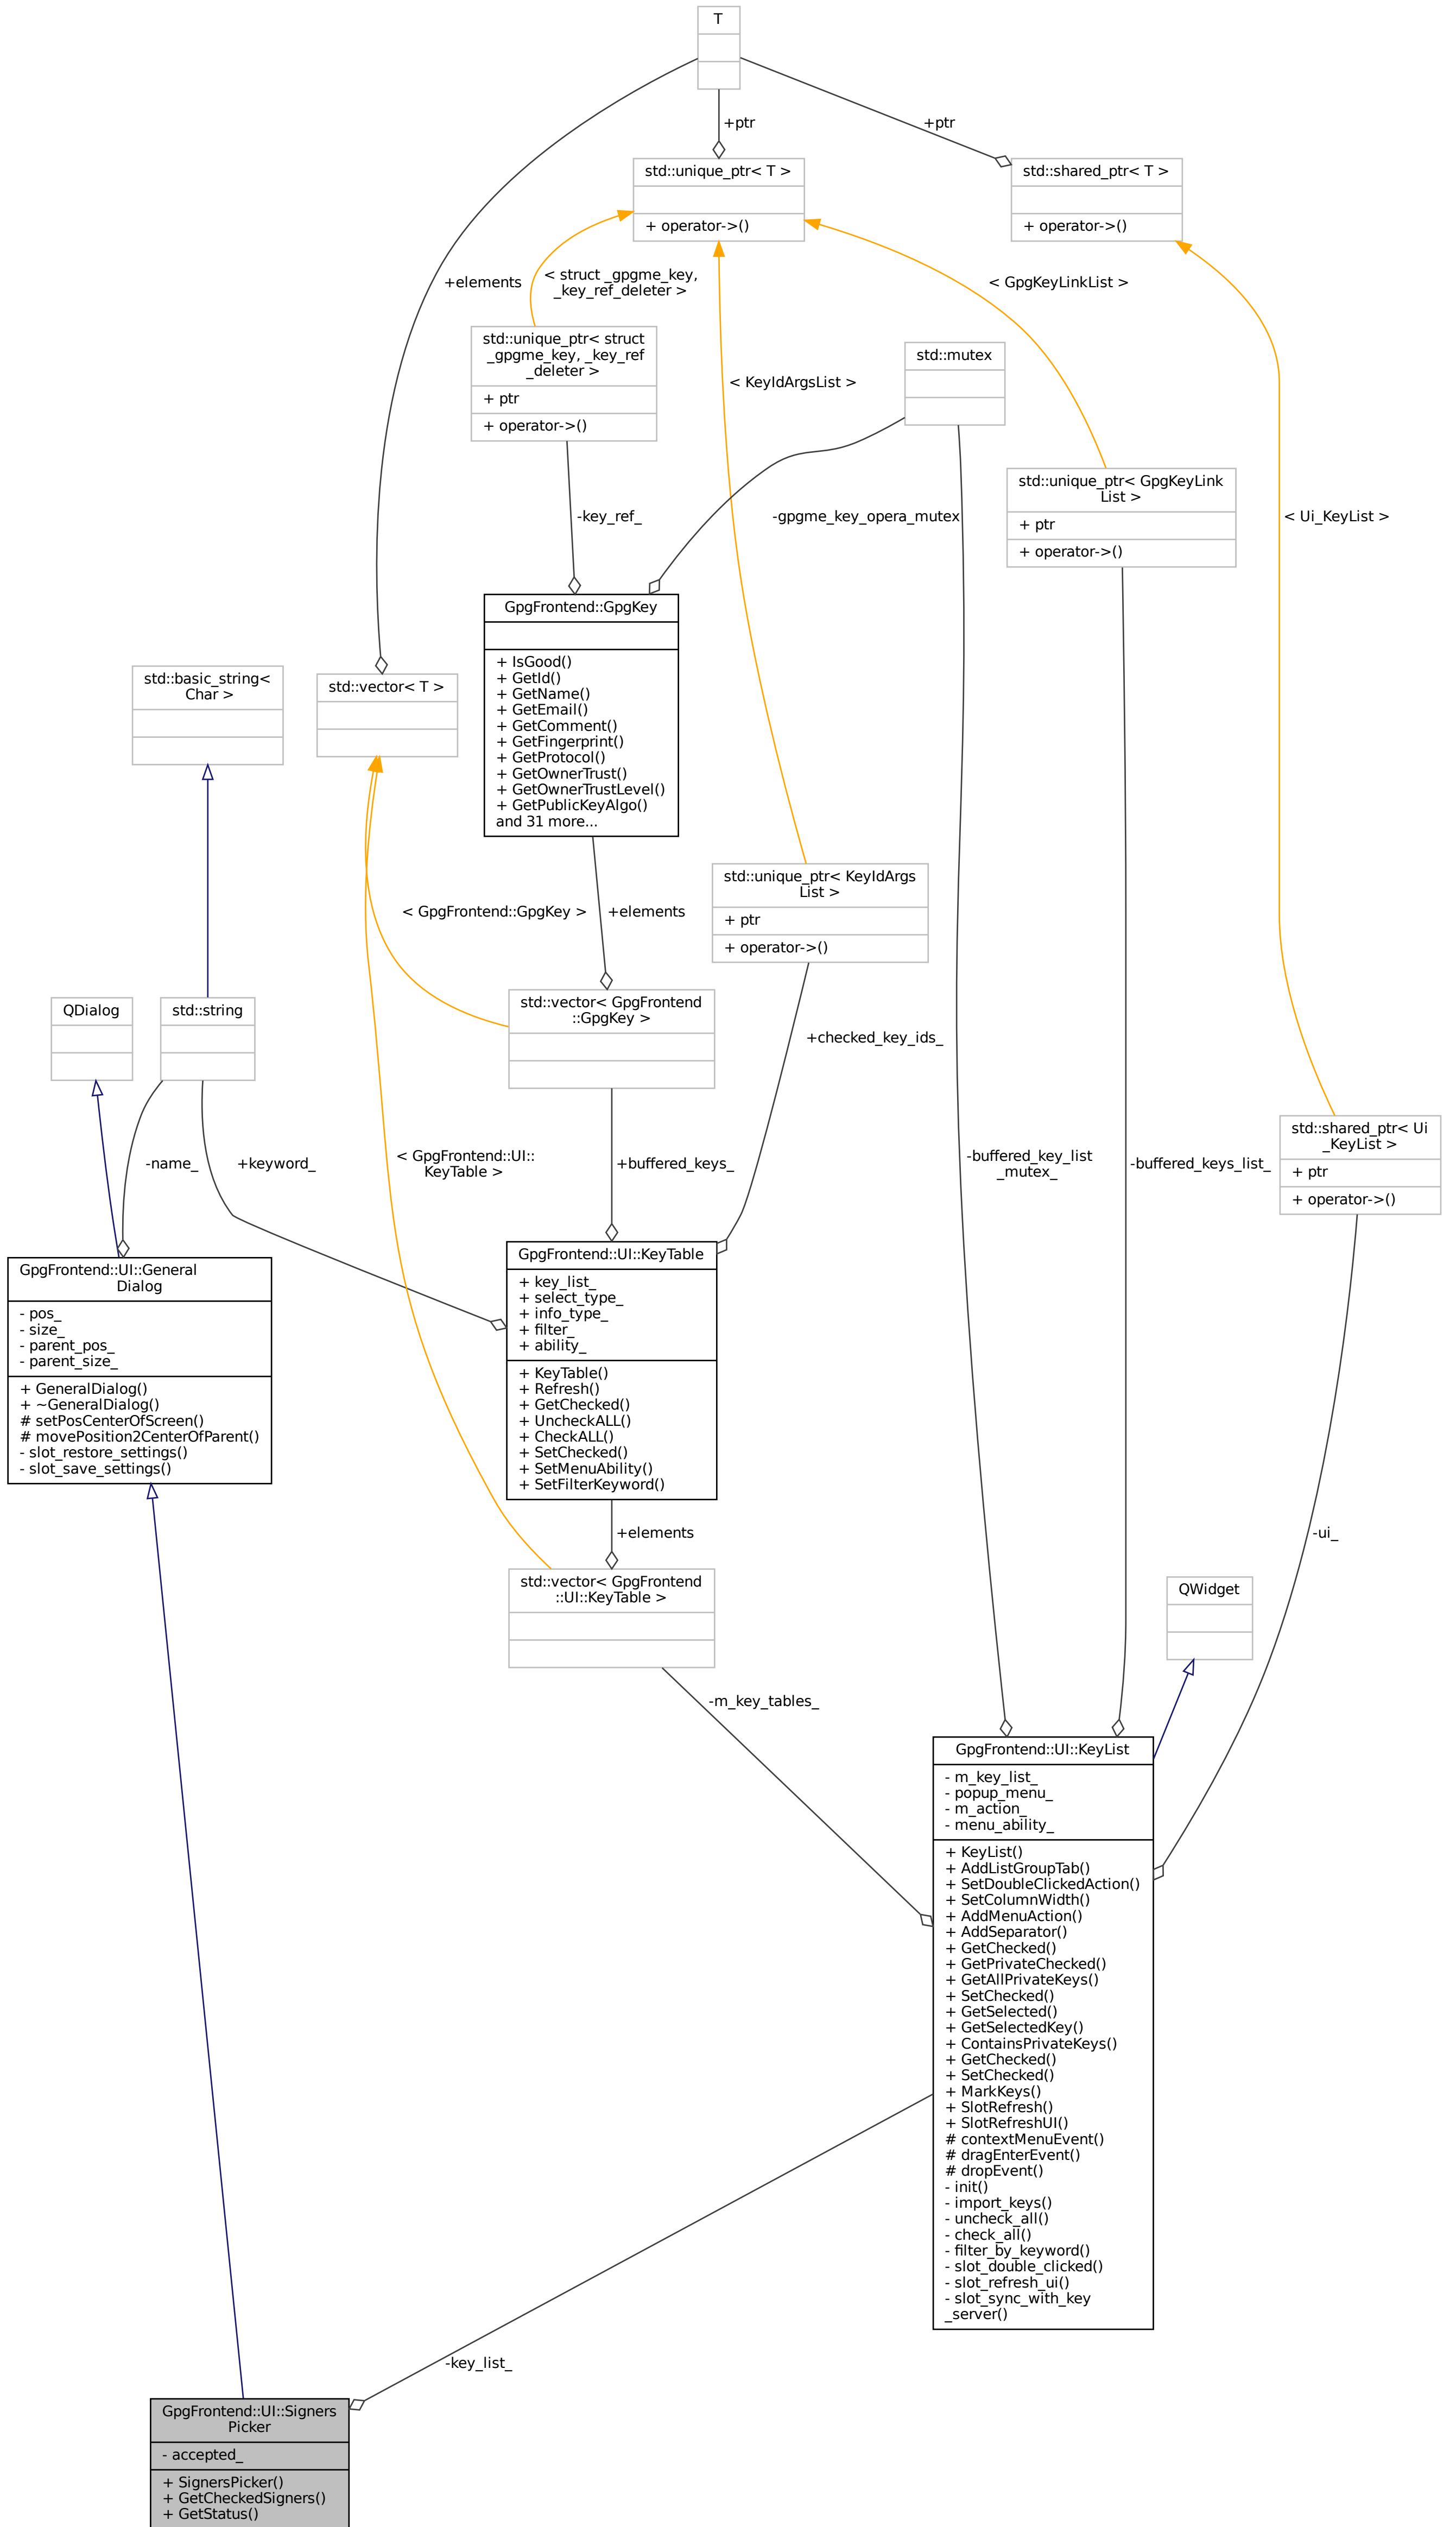 T
+ptr
+ptr
std::unique_ptr< T >
+ operator->()
std::shared_ptr< T >
+ operator->()
+elements
< struct _gpgme_key,
_key_ref_deleter >
< GpgKeyLinkList >
std::unique_ptr< struct
_gpgme_key, _key_ref
_deleter >
+ ptr
+ operator->()
std::mutex
< KeyIdArgsList >
std::unique_ptr< GpgKeyLink
List >
+ ptr
+ operator->()
-key_ref_
-gpgme_key_opera_mutex
< Ui_KeyList >
GpgFrontend::GpgKey
+ IsGood()
+ GetId()
+ GetName()
+ GetEmail()
+ GetComment()
+ GetFingerprint()
+ GetProtocol()
+ GetOwnerTrust()
+ GetOwnerTrustLevel()
+ GetPublicKeyAlgo()
and 31 more...
std::basic_string<
Char >
std::vector< T >
std::unique_ptr< KeyIdArgs
List >
+ ptr
+ operator->()
< GpgFrontend::GpgKey >
+elements
QDialog
std::string
std::vector< GpgFrontend
::GpgKey >
+checked_key_ids_
-name_
+keyword_
< GpgFrontend::UI::
KeyTable >
+buffered_keys_
-buffered_key_list
_mutex_
-buffered_keys_list_
std::shared_ptr< Ui
_KeyList >
+ ptr
+ operator->()
GpgFrontend::UI::General
Dialog
- pos_
- size_
- parent_pos_
- parent_size_
+ GeneralDialog()
+ ~GeneralDialog()
# setPosCenterOfScreen()
# movePosition2CenterOfParent()
- slot_restore_settings()
- slot_save_settings()
GpgFrontend::UI::KeyTable
+ key_list_
+ select_type_
+ info_type_
+ filter_
+ ability_
+ KeyTable()
+ Refresh()
+ GetChecked()
+ UncheckALL()
+ CheckALL()
+ SetChecked()
+ SetMenuAbility()
+ SetFilterKeyword()
+elements
-ui_
std::vector< GpgFrontend
::UI::KeyTable >
QWidget
-m_key_tables_
GpgFrontend::UI::KeyList
- m_key_list_
- popup_menu_
- m_action_
- menu_ability_
+ KeyList()
+ AddListGroupTab()
+ SetDoubleClickedAction()
+ SetColumnWidth()
+ AddMenuAction()
+ AddSeparator()
+ GetChecked()
+ GetPrivateChecked()
+ GetAllPrivateKeys()
+ SetChecked()
+ GetSelected()
+ GetSelectedKey()
+ ContainsPrivateKeys()
+ GetChecked()
+ SetChecked()
+ MarkKeys()
+ SlotRefresh()
+ SlotRefreshUI()
# contextMenuEvent()
# dragEnterEvent()
# dropEvent()
- init()
- import_keys()
- uncheck_all()
- check_all()
- filter_by_keyword()
- slot_double_clicked()
- slot_refresh_ui()
- slot_sync_with_key
_server()
-key_list_
GpgFrontend::UI::Signers
Picker
- accepted_
+ SignersPicker()
+ GetCheckedSigners()
+ GetStatus()